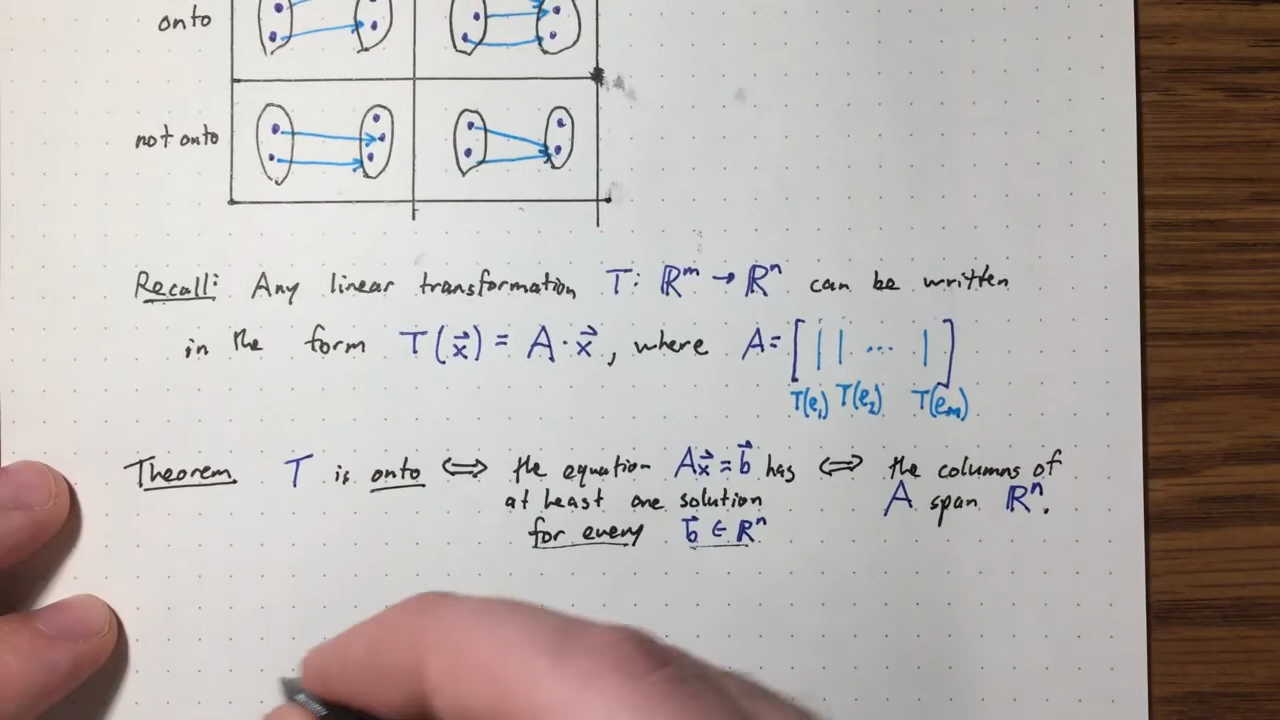 onto
not onto
Recall: Any linear transformation T: ℝᵐ → ℝⁿ can be written
in the form T(x⃗) = A·x⃗, where A = [ | | ... | ]
T(e₁) T(e₂) T(eₘ)
Theorem T is onto ⟺ the equation Ax⃗ = b⃗ has ⟺ the columns of
at least one solution A span ℝⁿ.
for every b⃗ ∈ ℝⁿ